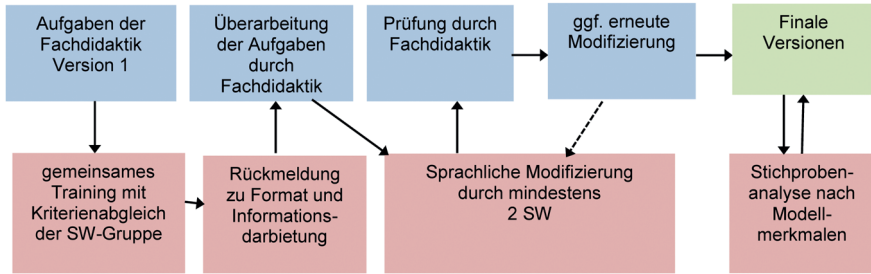 Aufgaben der
Fachdidaktik
Version 1
Überarbeitung
der Aufgaben
durch
Fachdidaktik
Prüfung durch
Fachdidaktik
ggf. erneute
Modifizierung
Finale
Versionen
gemeinsames
Training mit
Kriterienabgleich
der SW-Gruppe
Rückmeldung
zu Format und
Informations-
darbietung
Sprachliche Modifizierung
durch mindestens
2 SW
Stichproben-
analyse nach
Modell-
merkmalen